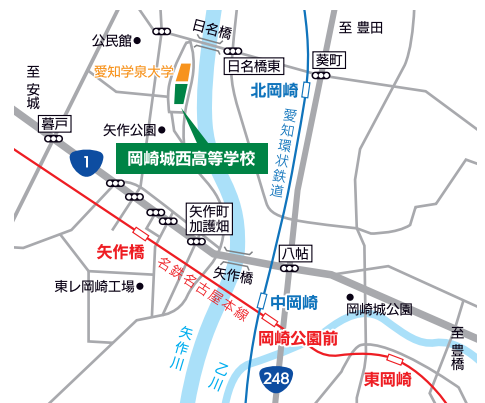 日名橋
至 豊田
公民館
日名橋東
葵町
愛知学泉大学
至
安城
北岡崎
暮戸
矢作公園
愛知環状鉄道
1
岡崎城西高等学校
矢作町
加護畑
矢作橋
八帖
矢作橋
名鉄名古屋本線
東レ岡崎工場
中岡崎
岡崎城公園
岡崎公園前
至
豊橋
矢作川
乙川
248
東岡崎